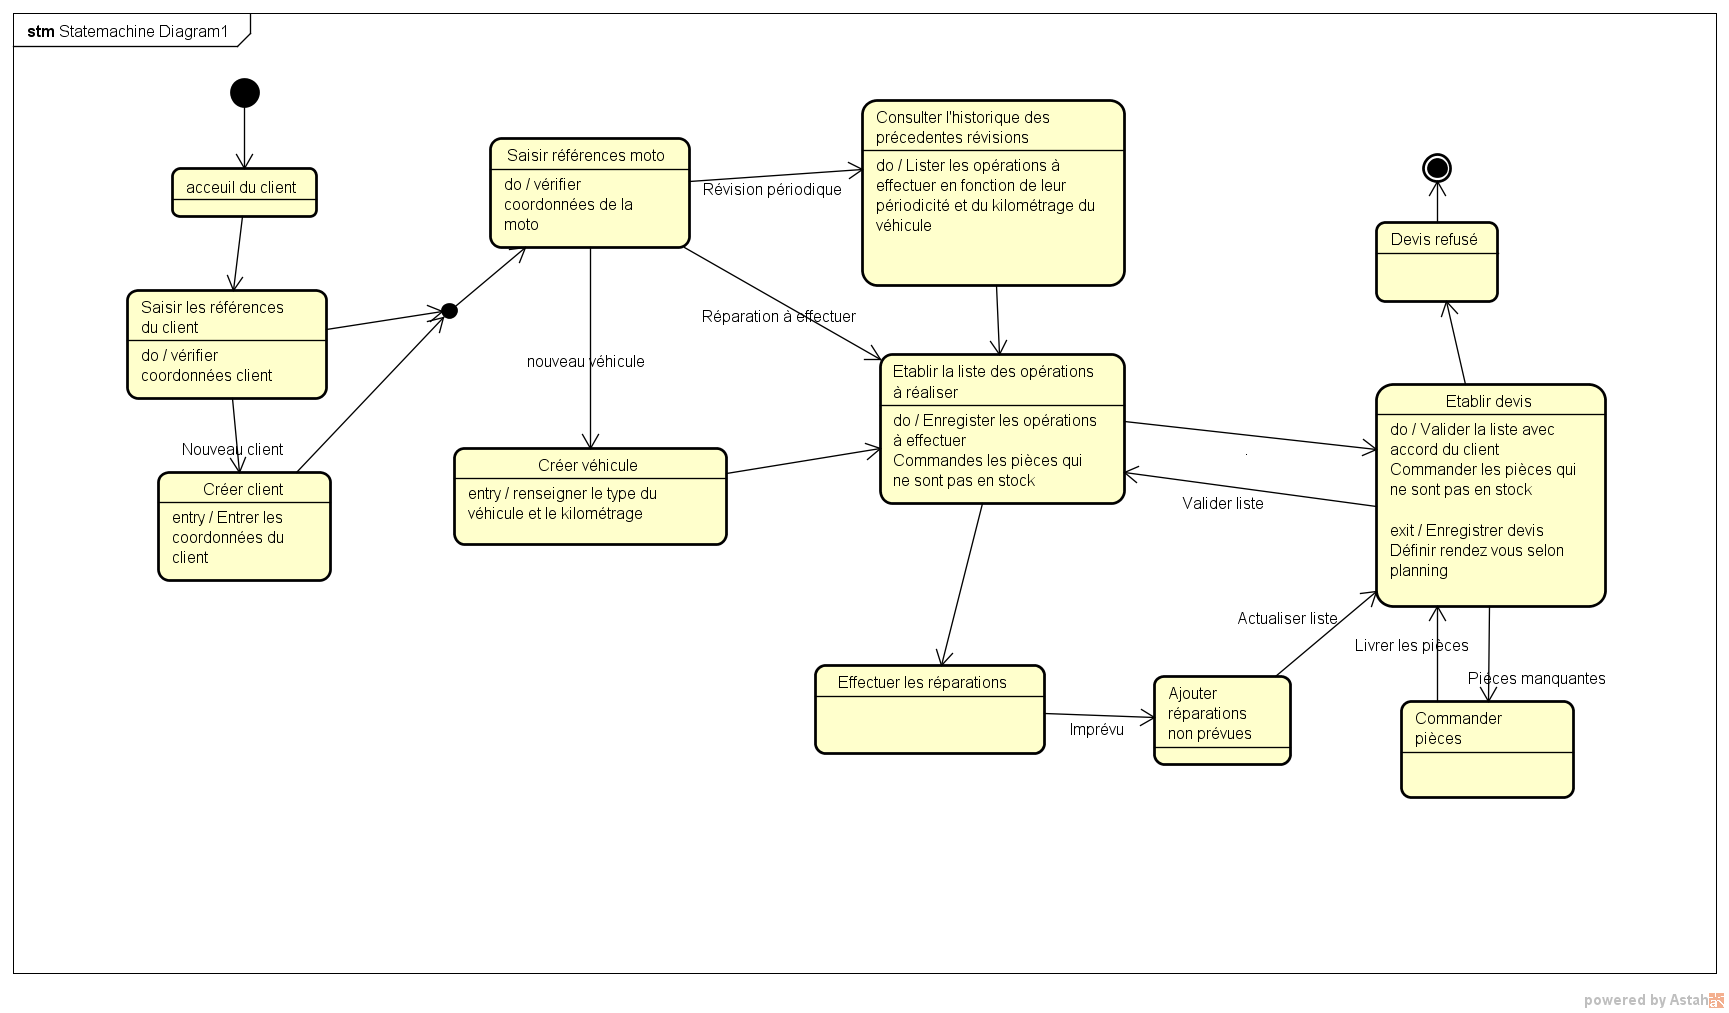 stm Statemachine Diagram1
acceuil du client
Saisir les références
du client
do / vérifier
coordonnées client
Nouveau client
Créer client
entry / Entrer les
coordonnées du
client
Saisir références moto
do / vérifier
coordonnées de la
moto
Révision périodique
Réparation à effectuer
nouveau véhicule
Créer véhicule
entry / renseigner le type du
véhicule et le kilométrage
Consulter l'historique des
précedentes révisions
do / Lister les opérations à
effectuer en fonction de leur
périodicité et du kilométrage du
véhicule
Etablir la liste des opérations
à réaliser
do / Enregister les opérations
à effectuer
Commandes les pièces qui
ne sont pas en stock
.
Valider liste
Effectuer les réparations
Imprévu
Ajouter
réparations
non prévues
Actualiser liste
Devis refusé
Etablir devis
do / Valider la liste avec
accord du client
Commander les pièces qui
ne sont pas en stock
exit / Enregistrer devis
Définir rendez vous selon
planning
Livrer les pièces
Piéces manquantes
Commander
pièces
powered by Astah